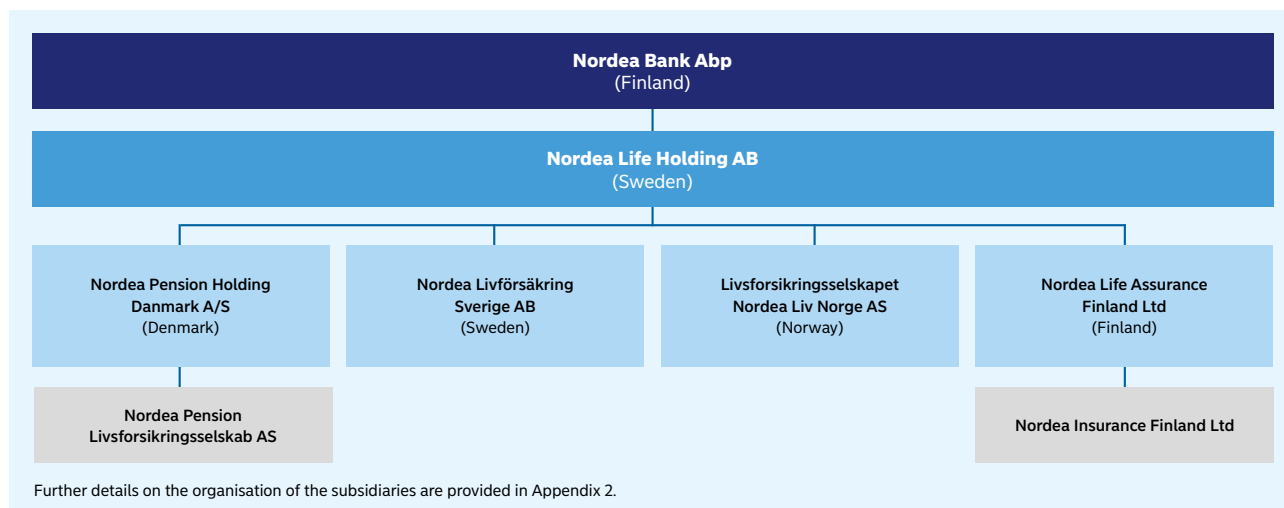 Nordea Bank Abp
(Finland)
Nordea Life Holding AB
(Sweden)
Nordea Pension Holding
Danmark A/S
(Denmark)
Nordea Livförsäkring
Sverige AB
(Sweden)
Livsforsikringsselskapet
Nordea Liv Norge AS
(Norway)
Nordea Life Assurance
Finland Ltd
(Finland)
Nordea Pension
Livsforsikringsselskab AS
Nordea Insurance Finland Ltd
Further details on the organisation of the subsidiaries are provided in Appendix 2.